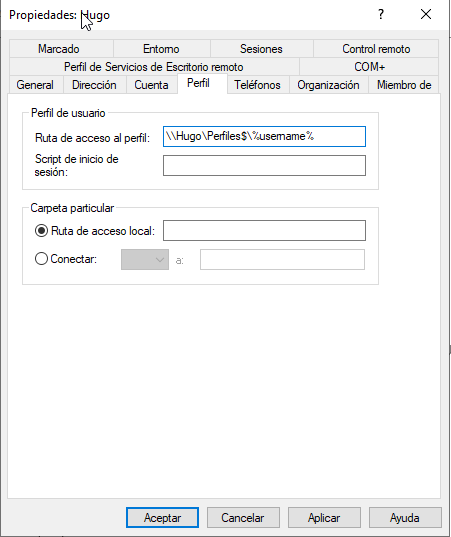 Propiedades: Hugo
?
Marcado Entorno Sesiones Control remoto
Perfil de Servicios de Escritorio remoto COM+
General Dirección Cuenta Perfil Teléfonos Organización Miembro de
Perfil de usuario
Ruta de acceso al perfil: \\Hugo\Perfiles$\%username%
Script de inicio de
sesión:
Carpeta particular
Ruta de acceso local:
Conectar: a:
Aceptar Cancelar Aplicar Ayuda